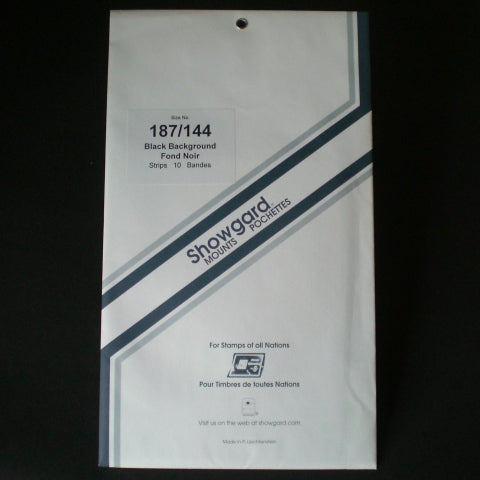 Size No.
187/144
Black Background
Fond Noir
Strips 10 Bandes
Showgard
MOUNTS POCHETTES
For Stamps of all Nations
Pour Timbres de toutes Nations
Visit us on the web at showgard.com
Made in Fl. Liechtenstein